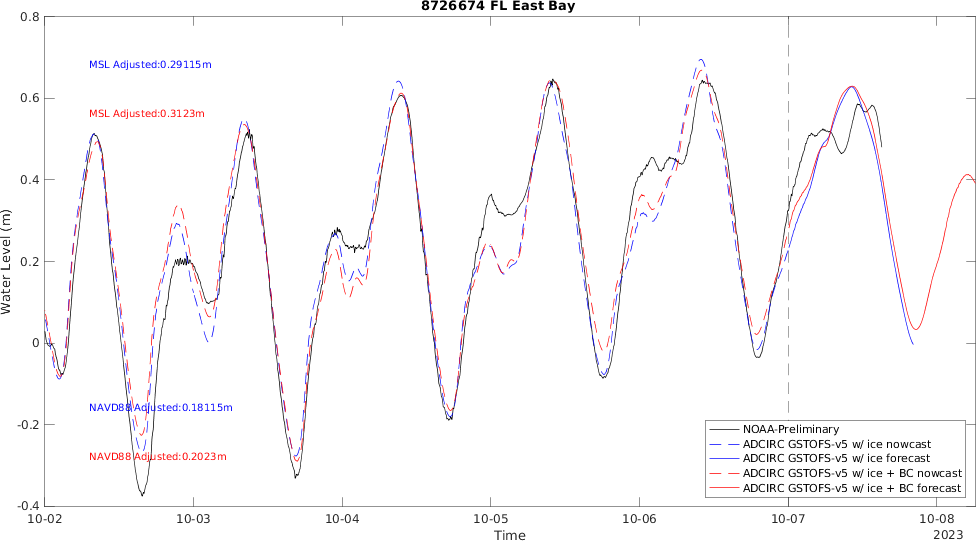 8726674 FL East Bay
0.8
0.6
0.4
0.2
0
-0.2
-0.4
Water Level (m)
MSL Adjusted:0.29115m
MSL Adjusted:0.3123m
NAVD88 Adjusted:0.18115m
NAVD88 Adjusted:0.2023m
NOAA-Preliminary
ADCIRC GSTOFS-v5 w/ ice nowcast
ADCIRC GSTOFS-v5 w/ ice forecast
ADCIRC GSTOFS-v5 w/ ice + BC nowcast
ADCIRC GSTOFS-v5 w/ ice + BC forecast
10-02 10-03 10-04 10-05 10-06 10-07 10-08
Time
2023